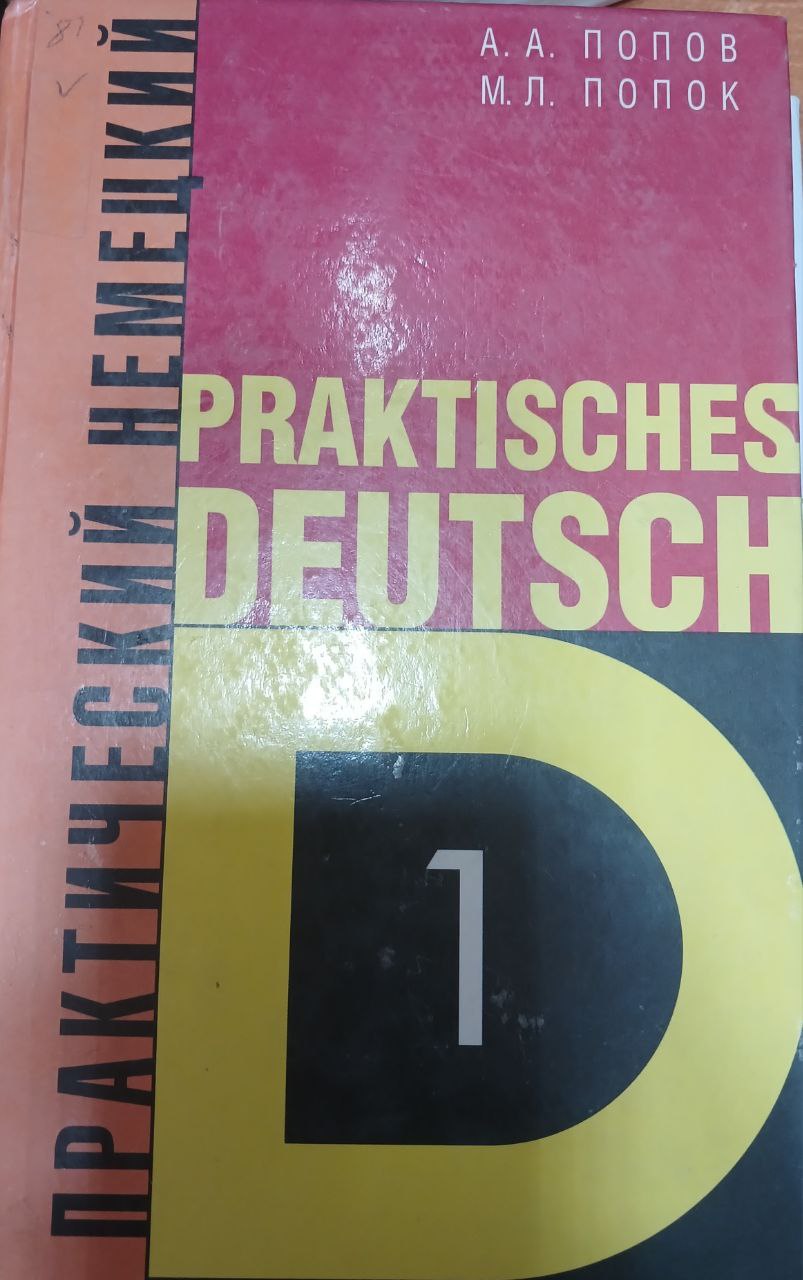 А. А. ПОПОВ
М. Л. ПОПОК
ПРАКТИЧЕСКИЙ НЕМЕЦКИЙ
PRAKTISCHES
DEUTSCH
D
1